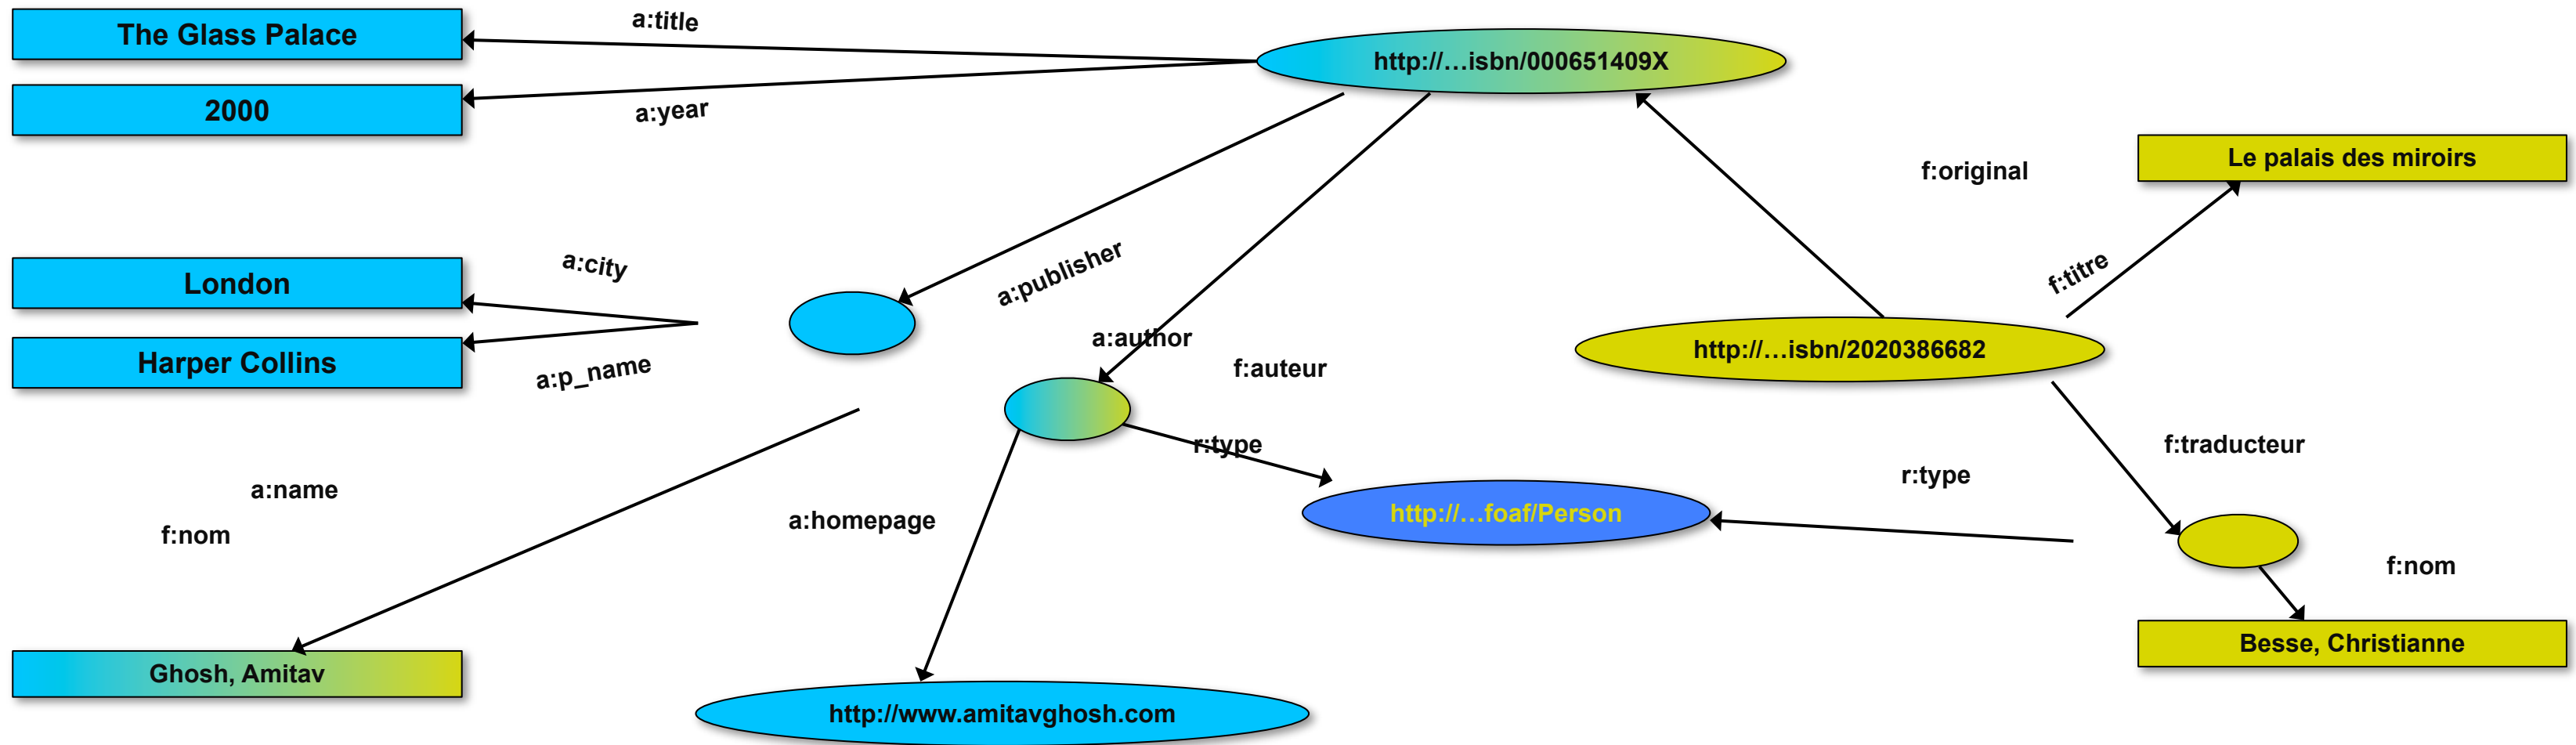 a:title
The Glass Palace
http://…isbn/000651409X
2000
a:year
Le palais des miroirs
f:original
a:city
a:publisher
f:titre
London
a:author
http://…isbn/2020386682
Harper Collins
a:p_name
f:auteur
r:type
f:traducteur
r:type
a:name
http://…foaf/Person
a:homepage
f:nom
f:nom
Besse, Christianne
Ghosh, Amitav
http://www.amitavghosh.com